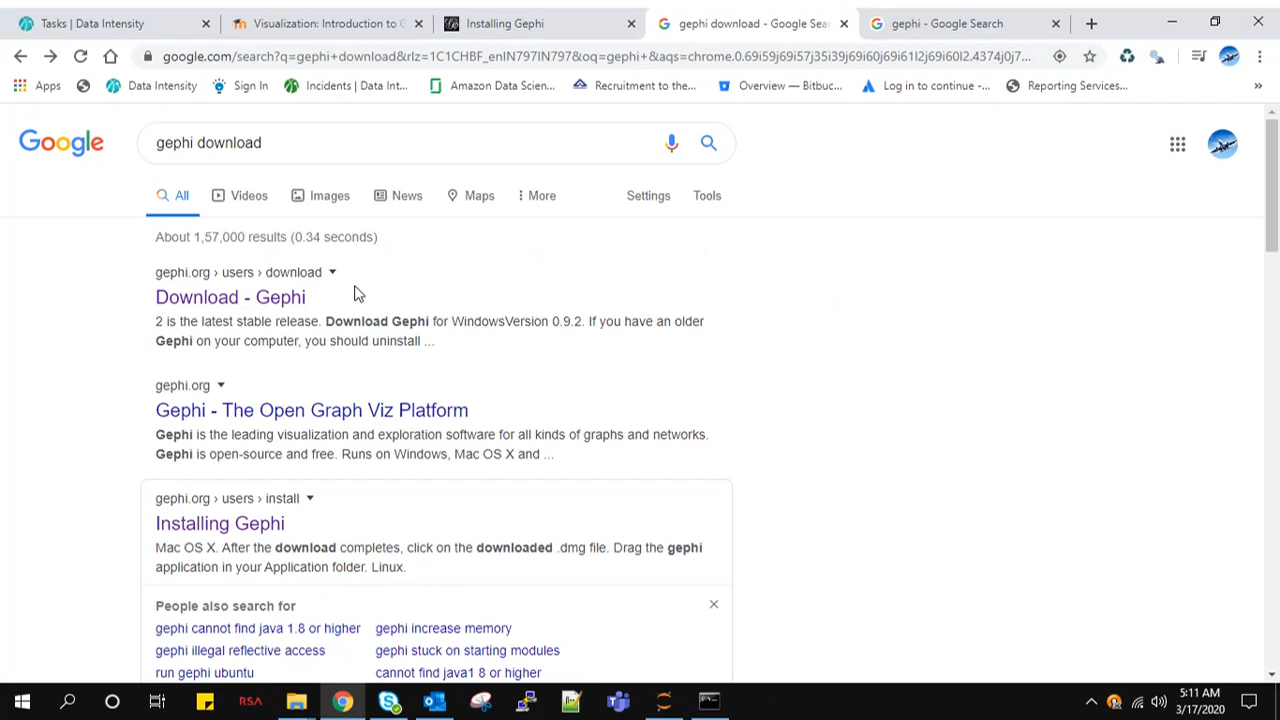 Tasks | Data Intensity
Visualization: Introduction to G
Installing Gephi
gephi download - Google Sear
gephi - Google Search
google.com/search?q=gephi+download&rlz=1C1CHBF_enIN797IN797&oq=gephi+&aqs=chrome.0.69i59j69i57j35i39j69i60j69i61l2j69i60l2.4374j0j7...
Apps
Data Intensity
Sign In
Incidents | Data Int...
Amazon Data Scien...
Recruitment to the...
Overview — Bitbuc...
Log in to continue -...
Reporting Services...
Google
gephi download
All
Videos
Images
News
Maps
More
Settings
Tools
About 1,57,000 results (0.34 seconds)
gephi.org › users › download
Download - Gephi
2 is the latest stable release. Download Gephi for WindowsVersion 0.9.2. If you have an older
Gephi on your computer, you should uninstall ...
gephi.org
Gephi - The Open Graph Viz Platform
Gephi is the leading visualization and exploration software for all kinds of graphs and networks.
Gephi is open-source and free. Runs on Windows, Mac OS X and ...
gephi.org › users › install
Installing Gephi
Mac OS X. After the download completes, click on the downloaded .dmg file. Drag the gephi
application in your Application folder. Linux.
People also search for
gephi cannot find java 1.8 or higher
gephi increase memory
gephi illegal reflective access
gephi stuck on starting modules
run gephi ubuntu
cannot find java1 8 or higher
RSA
5:11 AM
3/17/2020